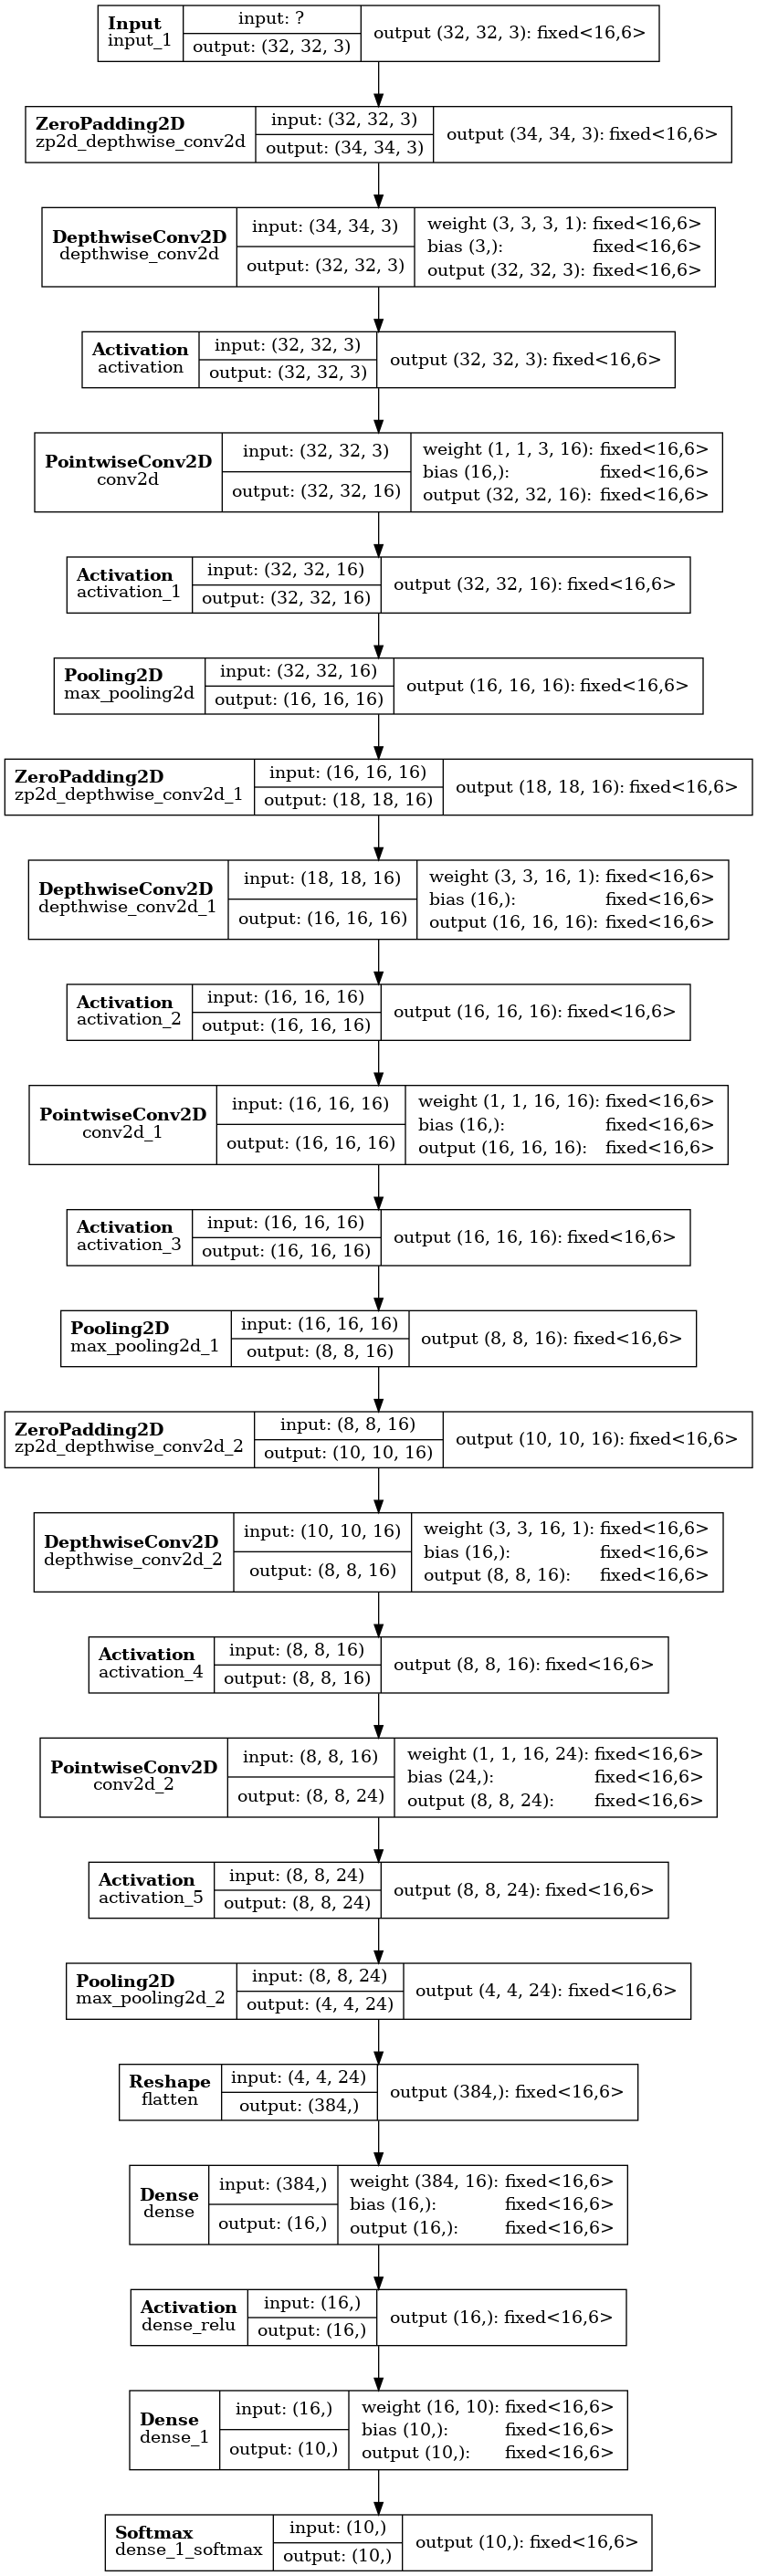 Input
input_1
input: ?
output: (32, 32, 3)
output (32, 32, 3): fixed<16,6>
ZeroPadding2D
zp2d_depthwise_conv2d
input: (32, 32, 3)
output: (34, 34, 3)
output (34, 34, 3): fixed<16,6>
DepthwiseConv2D
depthwise_conv2d
input: (34, 34, 3)
output: (32, 32, 3)
weight (3, 3, 3, 1): fixed<16,6>
bias (3,): fixed<16,6>
output (32, 32, 3): fixed<16,6>
Activation
activation
input: (32, 32, 3)
output: (32, 32, 3)
output (32, 32, 3): fixed<16,6>
PointwiseConv2D
conv2d
input: (32, 32, 3)
output: (32, 32, 16)
weight (1, 1, 3, 16): fixed<16,6>
bias (16,): fixed<16,6>
output (32, 32, 16): fixed<16,6>
Activation
activation_1
input: (32, 32, 16)
output: (32, 32, 16)
output (32, 32, 16): fixed<16,6>
Pooling2D
max_pooling2d
input: (32, 32, 16)
output: (16, 16, 16)
output (16, 16, 16): fixed<16,6>
ZeroPadding2D
zp2d_depthwise_conv2d_1
input: (16, 16, 16)
output: (18, 18, 16)
output (18, 18, 16): fixed<16,6>
DepthwiseConv2D
depthwise_conv2d_1
input: (18, 18, 16)
output: (16, 16, 16)
weight (3, 3, 16, 1): fixed<16,6>
bias (16,): fixed<16,6>
output (16, 16, 16): fixed<16,6>
Activation
activation_2
input: (16, 16, 16)
output: (16, 16, 16)
output (16, 16, 16): fixed<16,6>
PointwiseConv2D
conv2d_1
input: (16, 16, 16)
output: (16, 16, 16)
weight (1, 1, 16, 16): fixed<16,6>
bias (16,): fixed<16,6>
output (16, 16, 16): fixed<16,6>
Activation
activation_3
input: (16, 16, 16)
output: (16, 16, 16)
output (16, 16, 16): fixed<16,6>
Pooling2D
max_pooling2d_1
input: (16, 16, 16)
output: (8, 8, 16)
output (8, 8, 16): fixed<16,6>
ZeroPadding2D
zp2d_depthwise_conv2d_2
input: (8, 8, 16)
output: (10, 10, 16)
output (10, 10, 16): fixed<16,6>
DepthwiseConv2D
depthwise_conv2d_2
input: (10, 10, 16)
output: (8, 8, 16)
weight (3, 3, 16, 1): fixed<16,6>
bias (16,): fixed<16,6>
output (8, 8, 16): fixed<16,6>
Activation
activation_4
input: (8, 8, 16)
output: (8, 8, 16)
output (8, 8, 16): fixed<16,6>
PointwiseConv2D
conv2d_2
input: (8, 8, 16)
output: (8, 8, 24)
weight (1, 1, 16, 24): fixed<16,6>
bias (24,): fixed<16,6>
output (8, 8, 24): fixed<16,6>
Activation
activation_5
input: (8, 8, 24)
output: (8, 8, 24)
output (8, 8, 24): fixed<16,6>
Pooling2D
max_pooling2d_2
input: (8, 8, 24)
output: (4, 4, 24)
output (4, 4, 24): fixed<16,6>
Reshape
flatten
input: (4, 4, 24)
output: (384,)
output (384,): fixed<16,6>
Dense
dense
input: (384,)
output: (16,)
weight (384, 16): fixed<16,6>
bias (16,): fixed<16,6>
output (16,): fixed<16,6>
Activation
dense_relu
input: (16,)
output: (16,)
output (16,): fixed<16,6>
Dense
dense_1
input: (16,)
output: (10,)
weight (16, 10): fixed<16,6>
bias (10,): fixed<16,6>
output (10,): fixed<16,6>
Softmax
dense_1_softmax
input: (10,)
output: (10,)
output (10,): fixed<16,6>